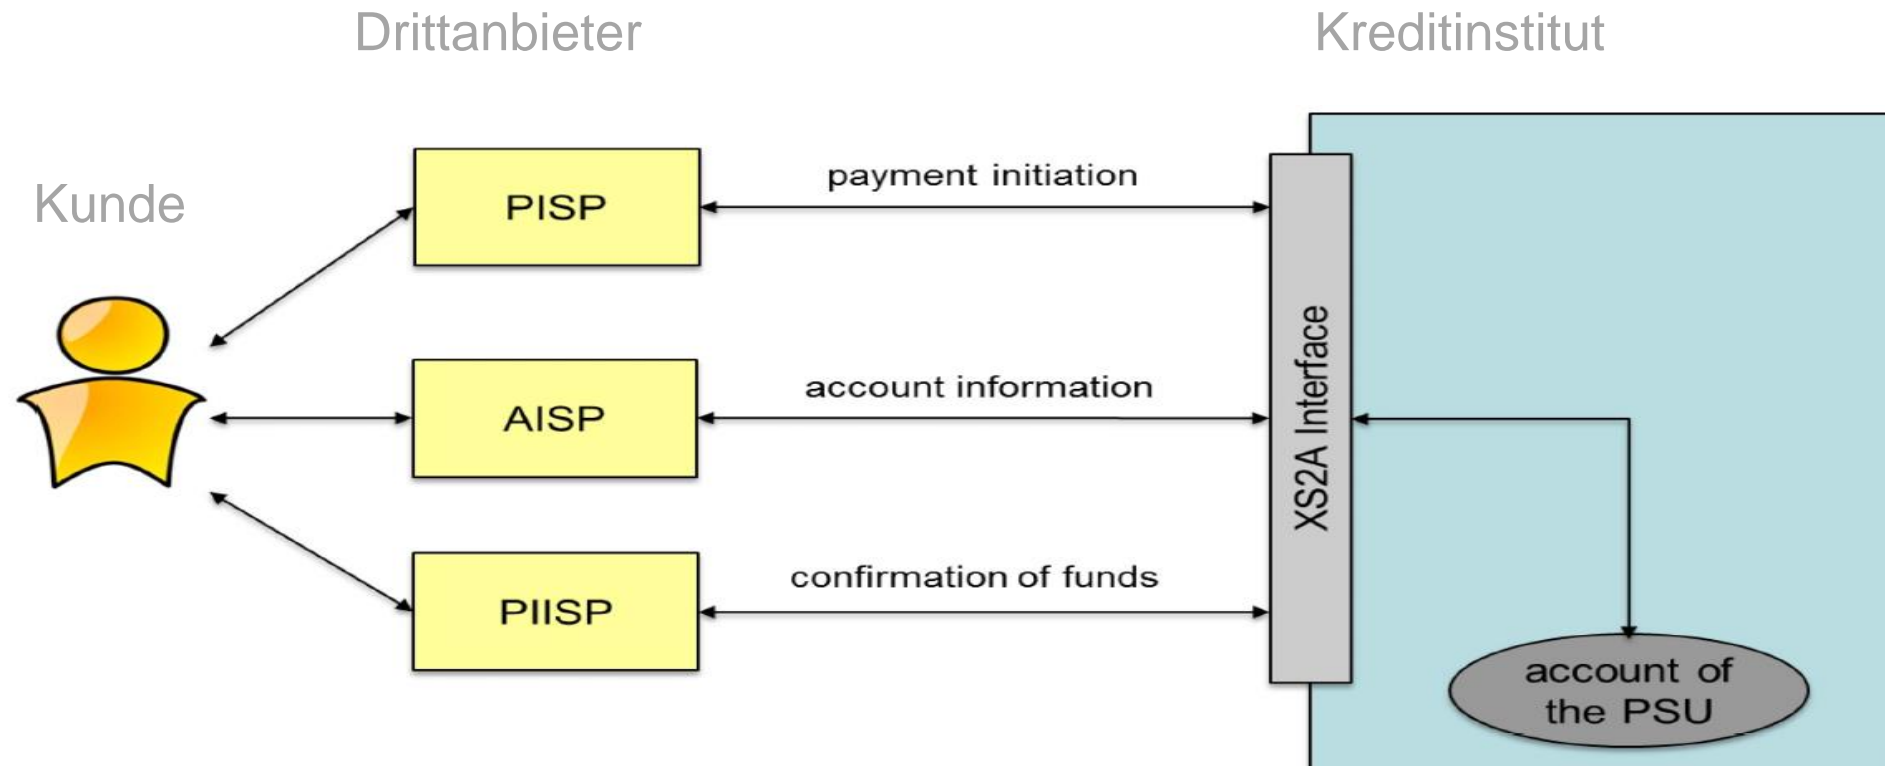 Drittanbieter
Kreditinstitut
Kunde
PISP
payment initiation
AISP
account information
PIISP
confirmation of funds
XS2A Interface
account of
the PSU